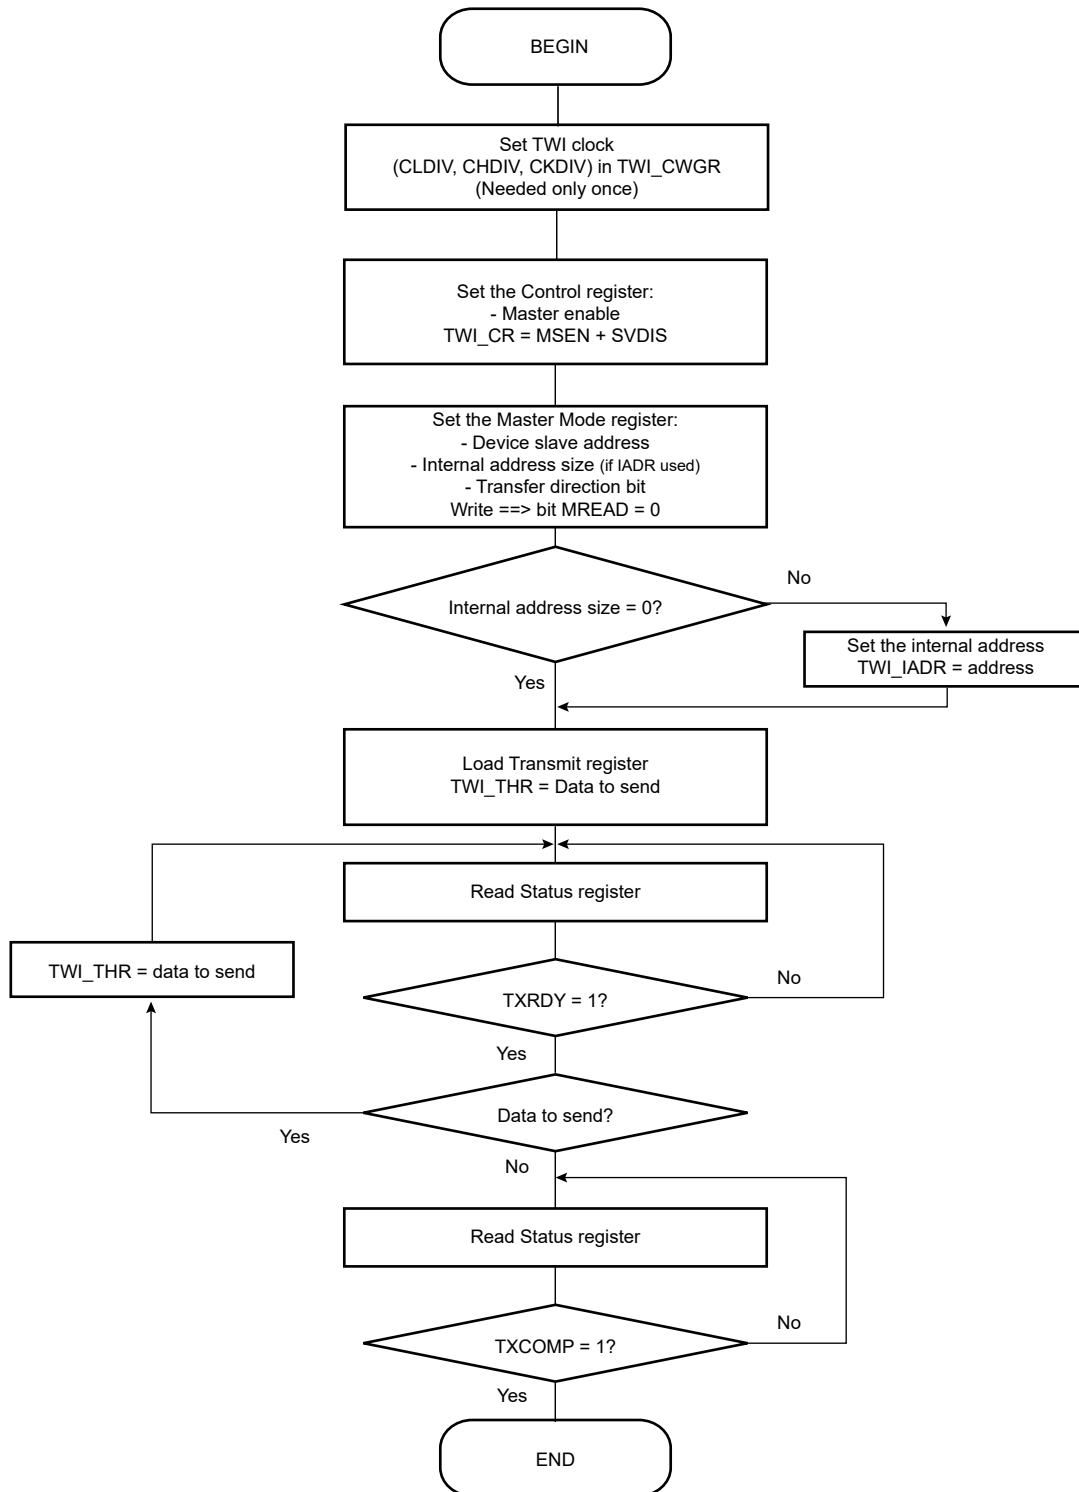 BEGIN
Set TWI clock
(CLDIV, CHDIV, CKDIV) in TWI_CWGR
(Needed only once)
Set the Control register:
- Master enable
TWI_CR = MSEN + SVDIS
Set the Master Mode register:
- Device slave address
- Internal address size (if IADR used)
- Transfer direction bit
Write ==> bit MREAD = 0
No
Internal address size = 0?
Set the internal address
TWI_IADR = address
Yes
Load Transmit register
TWI_THR = Data to send
Read Status register
TWI_THR = data to send
No
TXRDY = 1?
Yes
Data to send?
Yes
No
Read Status register
No
TXCOMP = 1?
Yes
END